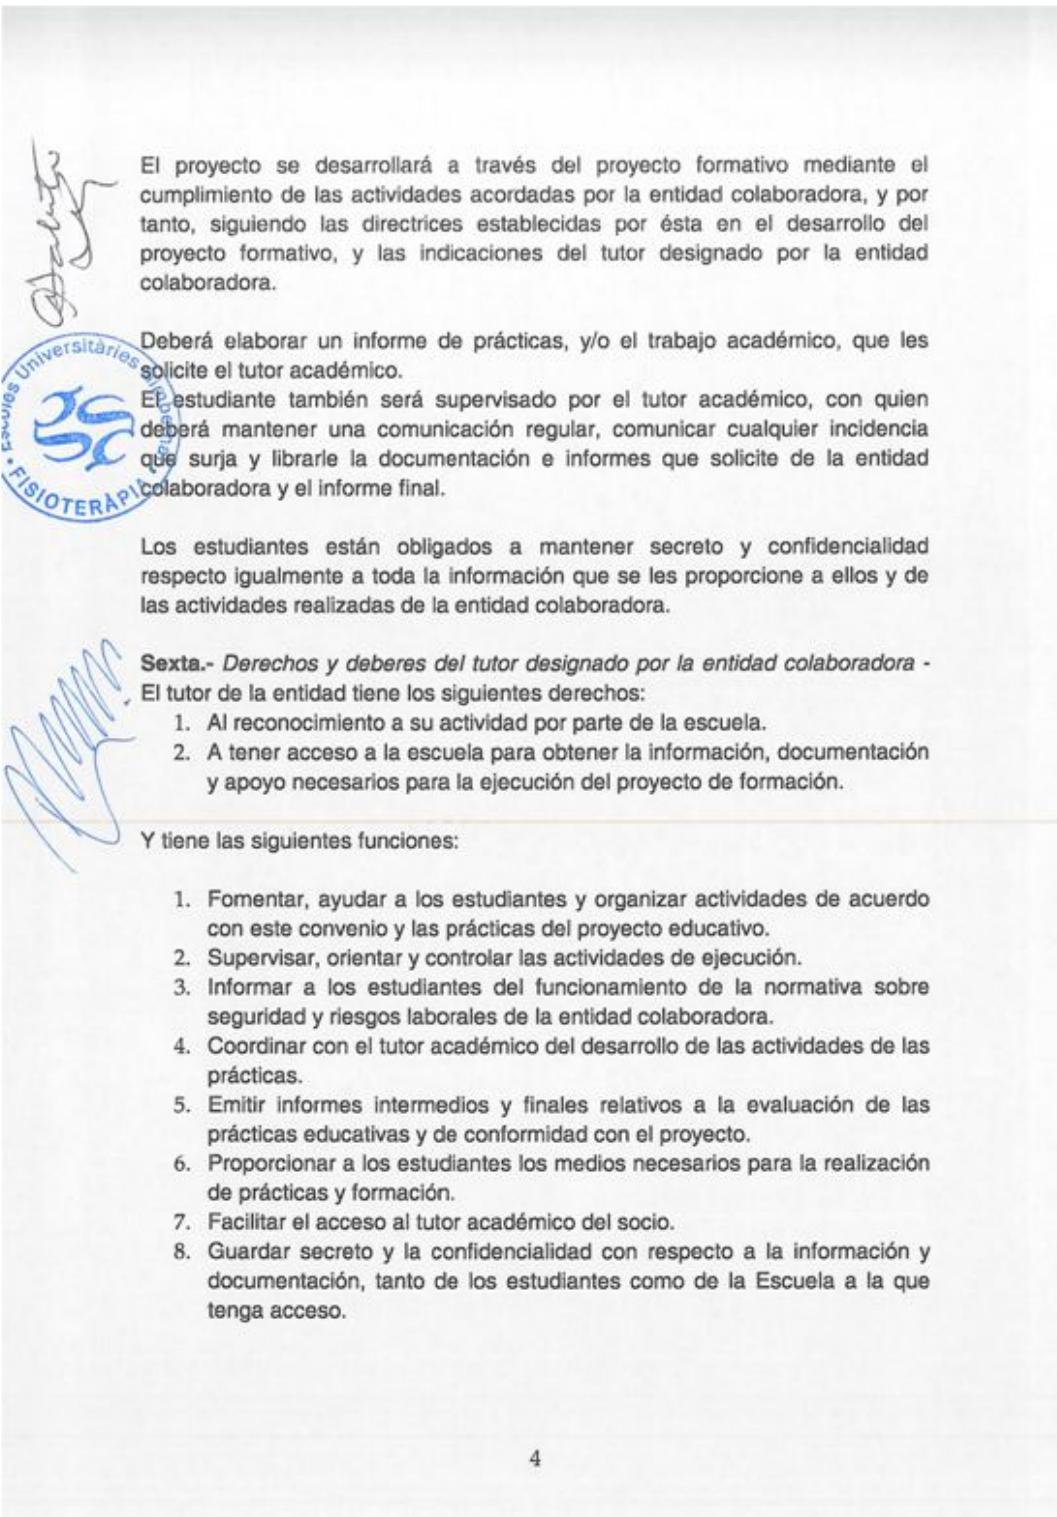 El proyecto se desarrollará a través del proyecto formativo mediante el
cumplimiento de las actividades acordadas por la entidad colaboradora, y por
tanto, siguiendo las directrices establecidas por ésta en el desarrollo del
proyecto formativo, y las indicaciones del tutor designado por la entidad
colaboradora.
Deberá elaborar un informe de prácticas, y/o el trabajo académico, que les
solicite el tutor académico.
El estudiante también será supervisado por el tutor académico, con quien
deberá mantener una comunicación regular, comunicar cualquier incidencia
que surja y librarle la documentación e informes que solicite de la entidad
colaboradora y el informe final.
Escoles Universitàries Gimbernat
FISIOTERÀPIA
Los estudiantes están obligados a mantener secreto y confidencialidad
respecto igualmente a toda la información que se les proporcione a ellos y de
las actividades realizadas de la entidad colaboradora.
Sexta.- Derechos y deberes del tutor designado por la entidad colaboradora -
El tutor de la entidad tiene los siguientes derechos:
1. Al reconocimiento a su actividad por parte de la escuela.
2. A tener acceso a la escuela para obtener la información, documentación
y apoyo necesarios para la ejecución del proyecto de formación.
Y tiene las siguientes funciones:
1. Fomentar, ayudar a los estudiantes y organizar actividades de acuerdo
con este convenio y las prácticas del proyecto educativo.
2. Supervisar, orientar y controlar las actividades de ejecución.
3. Informar a los estudiantes del funcionamiento de la normativa sobre
seguridad y riesgos laborales de la entidad colaboradora.
4. Coordinar con el tutor académico del desarrollo de las actividades de las
prácticas.
5. Emitir informes intermedios y finales relativos a la evaluación de las
prácticas educativas y de conformidad con el proyecto.
6. Proporcionar a los estudiantes los medios necesarios para la realización
de prácticas y formación.
7. Facilitar el acceso al tutor académico del socio.
8. Guardar secreto y la confidencialidad con respecto a la información y
documentación, tanto de los estudiantes como de la Escuela a la que
tenga acceso.
4